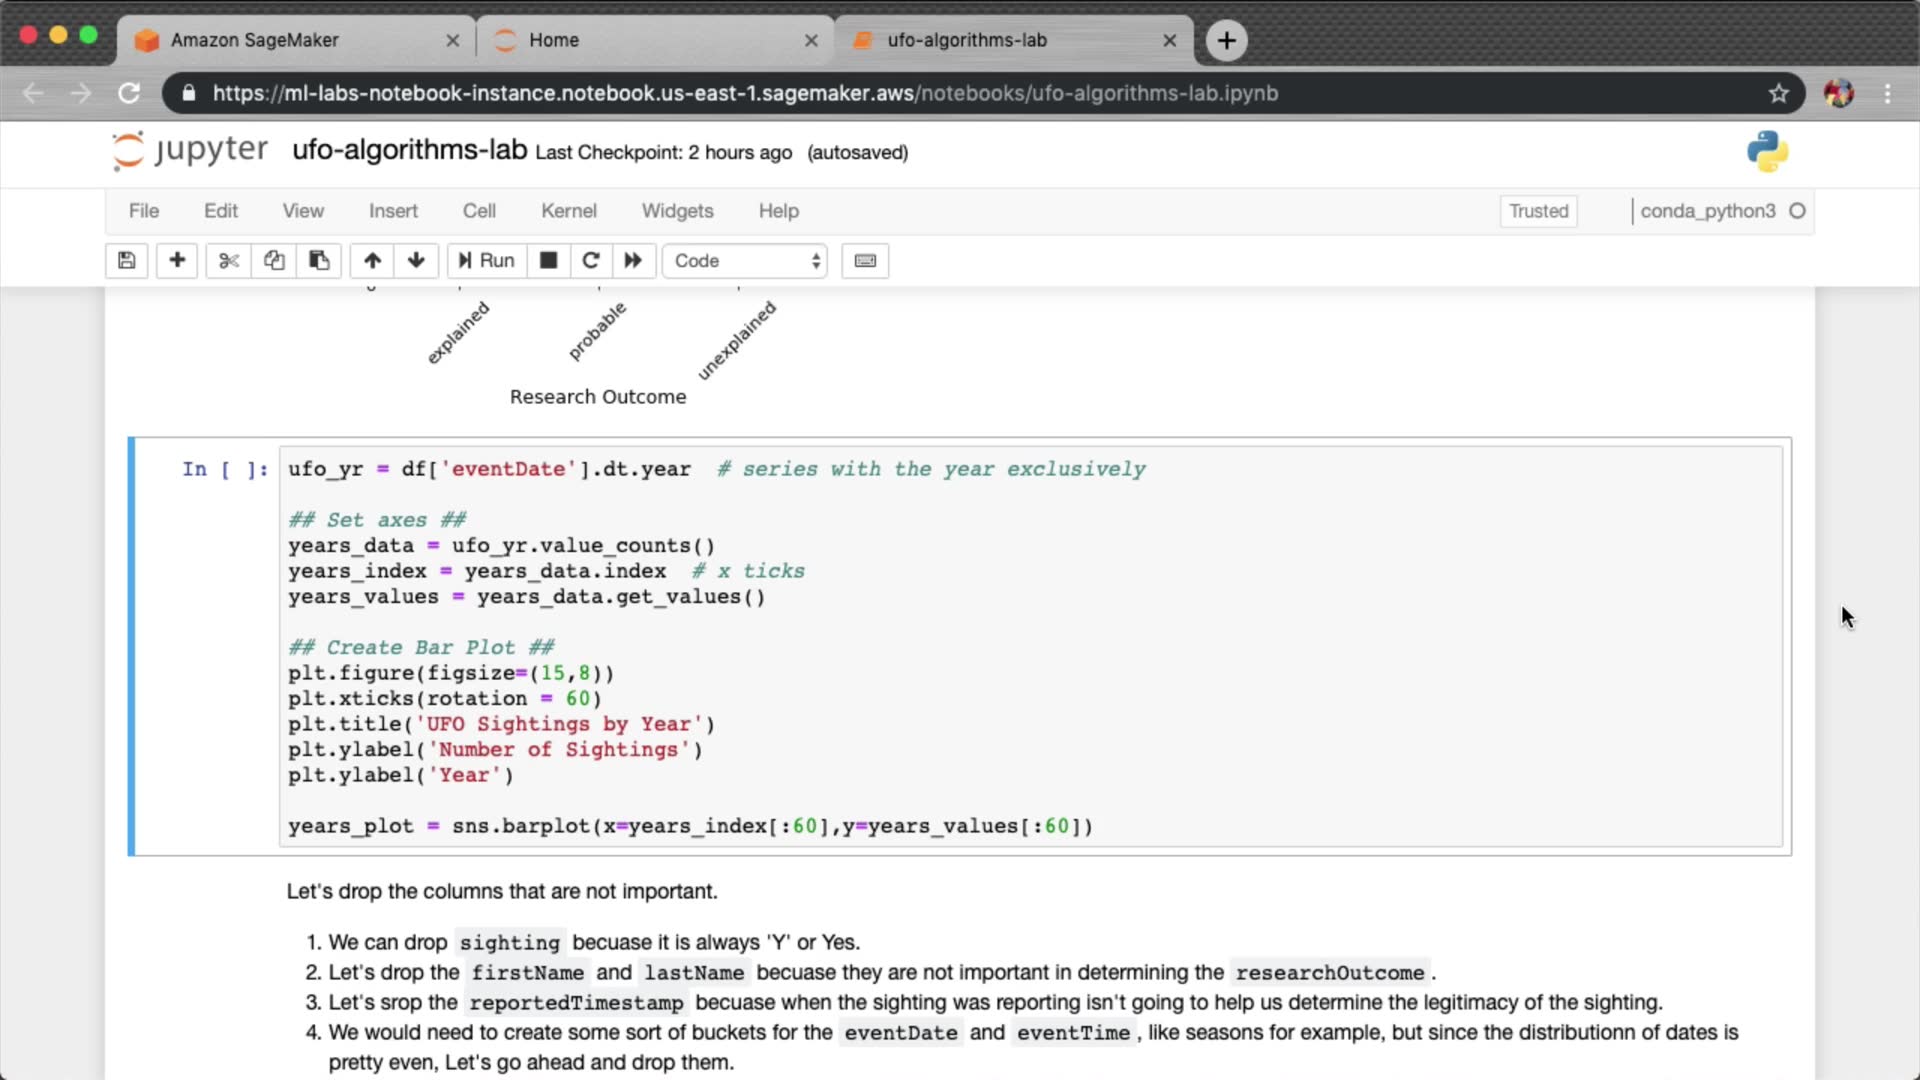 Amazon SageMaker
Home
ufo-algorithms-lab
https://ml-labs-notebook-instance.notebook.us-east-1.sagemaker.aws/notebooks/ufo-algorithms-lab.ipynb
jupyter ufo-algorithms-lab Last Checkpoint: 2 hours ago (autosaved)
File Edit View Insert Cell Kernel Widgets Help Trusted conda_python3
Run Code
explained
probable
unexplained
Research Outcome
In [ ]: ufo_yr = df['eventDate'].dt.year  # series with the year exclusively
## Set axes ##
years_data = ufo_yr.value_counts()
years_index = years_data.index  # x ticks
years_values = years_data.get_values()
## Create Bar Plot ##
plt.figure(figsize=(15,8))
plt.xticks(rotation = 60)
plt.title('UFO Sightings by Year')
plt.ylabel('Number of Sightings')
plt.ylabel('Year')
years_plot = sns.barplot(x=years_index[:60],y=years_values[:60])
Let's drop the columns that are not important.
1. We can drop sighting becuase it is always 'Y' or Yes.
2. Let's drop the firstName and lastName becuase they are not important in determining the researchOutcome.
3. Let's srop the reportedTimestamp becuase when the sighting was reporting isn't going to help us determine the legitimacy of the sighting.
4. We would need to create some sort of buckets for the eventDate and eventTime, like seasons for example, but since the distributionn of dates is
pretty even, Let's go ahead and drop them.